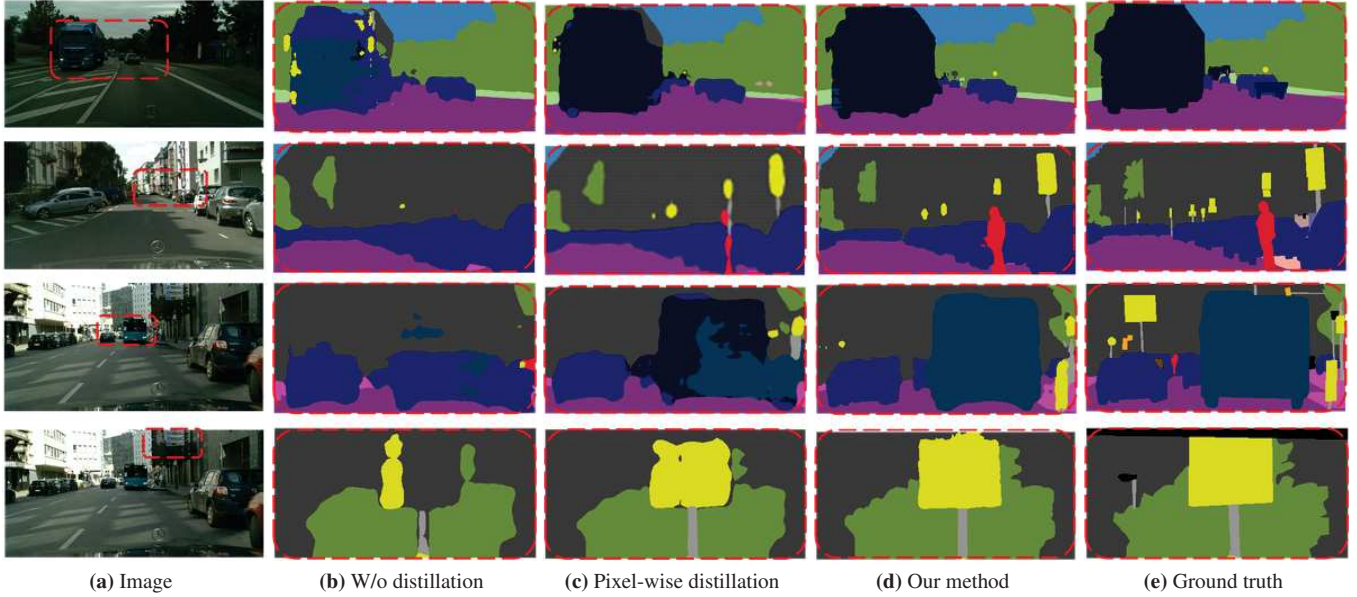 (a) Image
(b) W/o distillation
(c) Pixel-wise distillation
(d) Our method
(e) Ground truth